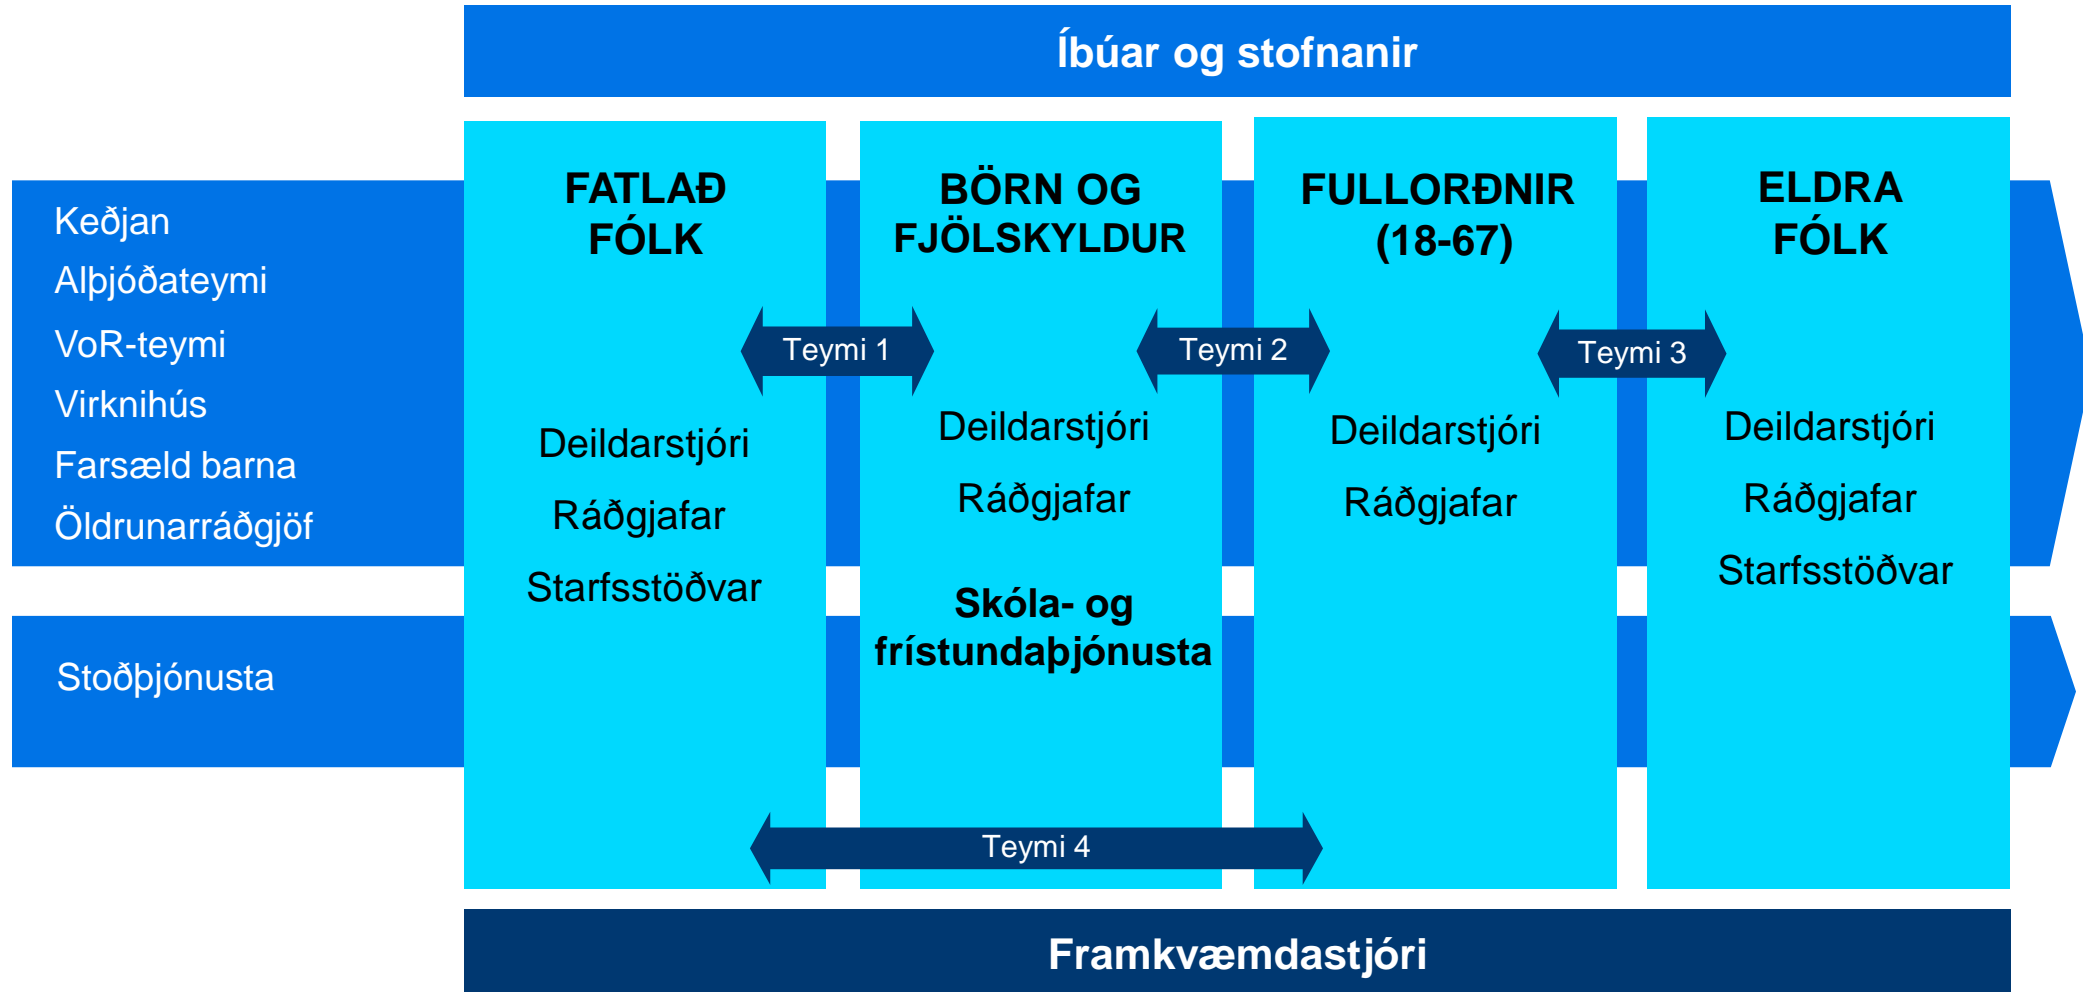 Íbúar og stofnanir
Keðjan
Alþjóðateymi
VoR-teymi
Virknihús
Farsæld barna
Öldrunarráðgjöf
Stoðþjónusta
FATLAÐ
FÓLK
Deildarstjóri
Ráðgjafar
Starfsstöðvar
BÖRN OG
FJÖLSKYLDUR
Deildarstjóri
Ráðgjafar
Skóla- og
frístundaþjónusta
FULLORÐNIR
(18-67)
Deildarstjóri
Ráðgjafar
ELDRA
FÓLK
Deildarstjóri
Ráðgjafar
Starfsstöðvar
Teymi 1
Teymi 2
Teymi 3
Teymi 4
Framkvæmdastjóri